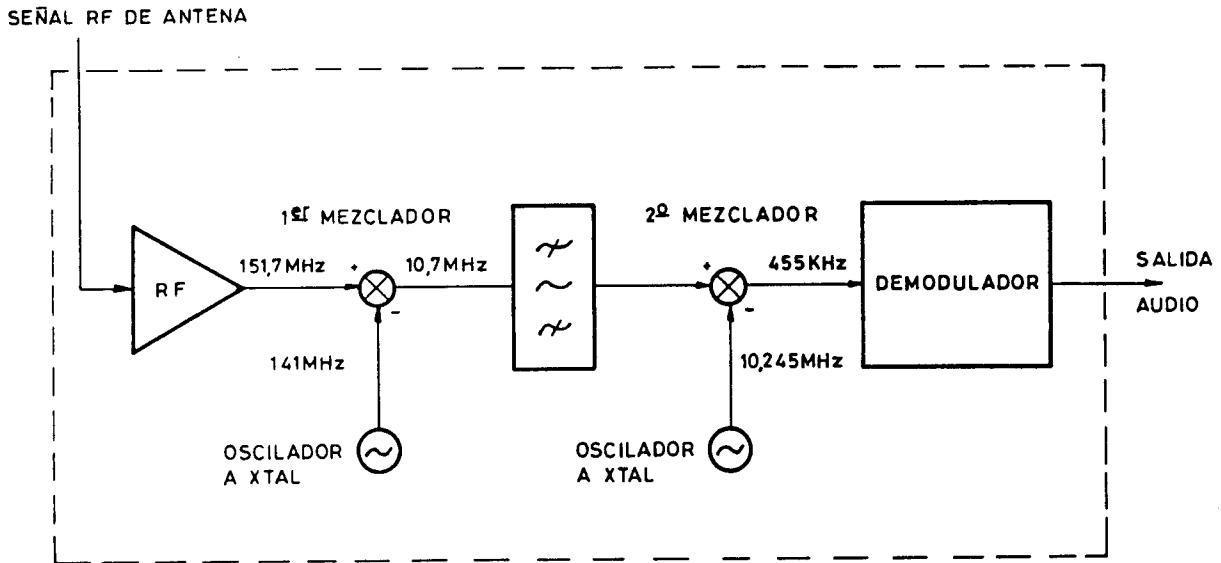 SEÑAL RF DE ANTENA
1er MEZCLADOR
2º MEZCLADOR
RF
151,7MHz
+
-
10,7MHz
+
-
455KHz
DEMODULADOR
SALIDA
AUDIO
141MHz
10,245MHz
OSCILADOR
A XTAL
OSCILADOR
A XTAL